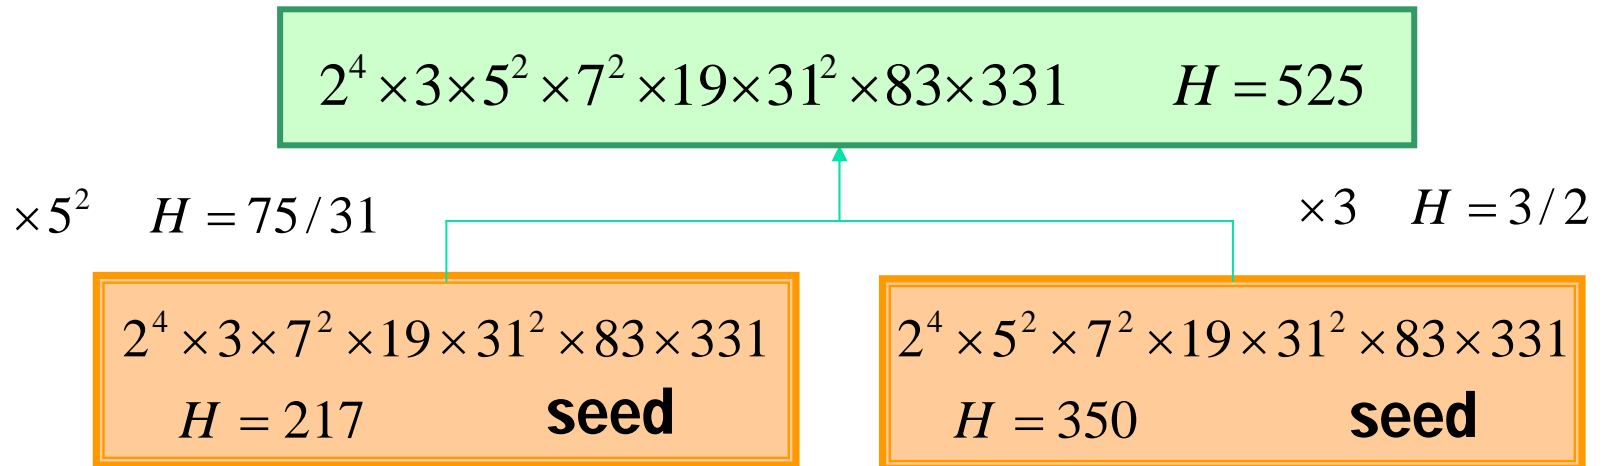 2⁴ × 3 × 5² × 7² × 19 × 31² × 83 × 331 H = 525
× 5² H = 75 / 31
× 3 H = 3 / 2
2⁴ × 3 × 7² × 19 × 31² × 83 × 331
H = 217 seed
2⁴ × 5² × 7² × 19 × 31² × 83 × 331
H = 350 seed